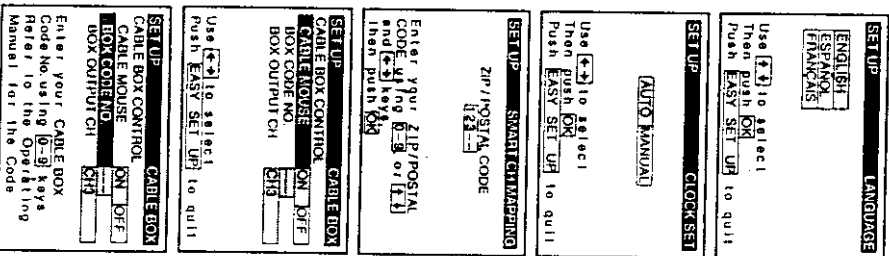 SET UP LANGUAGE
ENGLISH
ESPAÑOL
FRANÇAIS
Use to select
Then push OK
Push EASY SET UP to quit
SET UP CLOCK SET
AUTO MANUAL
Use to select
Then push OK
Push EASY SET UP to quit
SET UP SMART CH MAPPING
ZIP / POSTAL CODE
123--
Enter your ZIP/POSTAL
CODE using 0-9 or
and keys,
then push OK
SET UP CABLE BOX
CABLE BOX CONTROL
CABLE MOUSE ON OFF
BOX CODE NO. ---
BOX OUTPUT CH CH3
Use to select
Push EASY SET UP to quit
SET UP CABLE BOX
CABLE BOX CONTROL
CABLE MOUSE ON OFF
BOX CODE NO. ---
BOX OUTPUT CH CH3
Enter your CABLE BOX
Code No. using 0-9 keys
Refer to the Operating
Manual for the Code